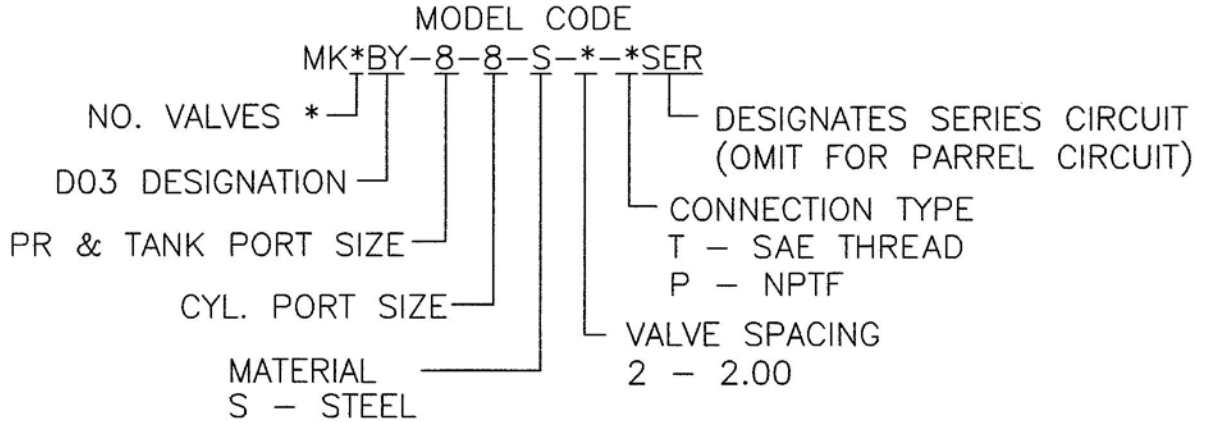 MODEL CODE
MK*BY-8-8-S-*-*SER
NO. VALVES *
D03 DESIGNATION
PR & TANK PORT SIZE
CYL. PORT SIZE
MATERIAL
S - STEEL
DESIGNATES SERIES CIRCUIT
(OMIT FOR PARREL CIRCUIT)
CONNECTION TYPE
T - SAE THREAD
P - NPTF
VALVE SPACING
2 - 2.00